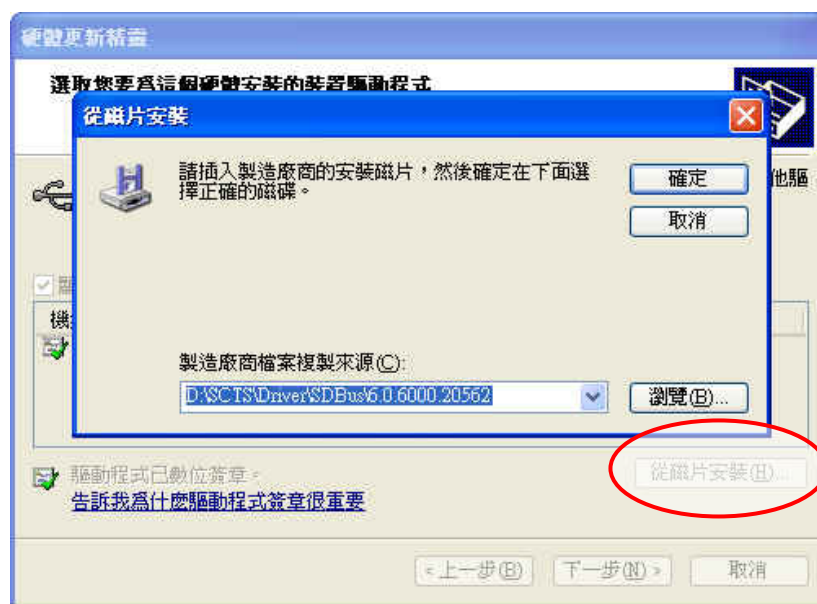 硬體更新精靈
選取您要爲這個硬體安裝的裝置驅動程式
從磁片安裝
請插入製造廠商的安裝磁片，然後確定在下面選
擇正確的磁碟。
確定
取消
他驅
機
製造廠商檔案複製來源(C):
D:\SCTS\Driver\SDBus\6.0.6000.20562
瀏覽(B)...
驅動程式已數位簽章。
從磁片安裝(H)...
告訴我爲什麼驅動程式簽章很重要
<上一步(B)
下一步(N)>
取消